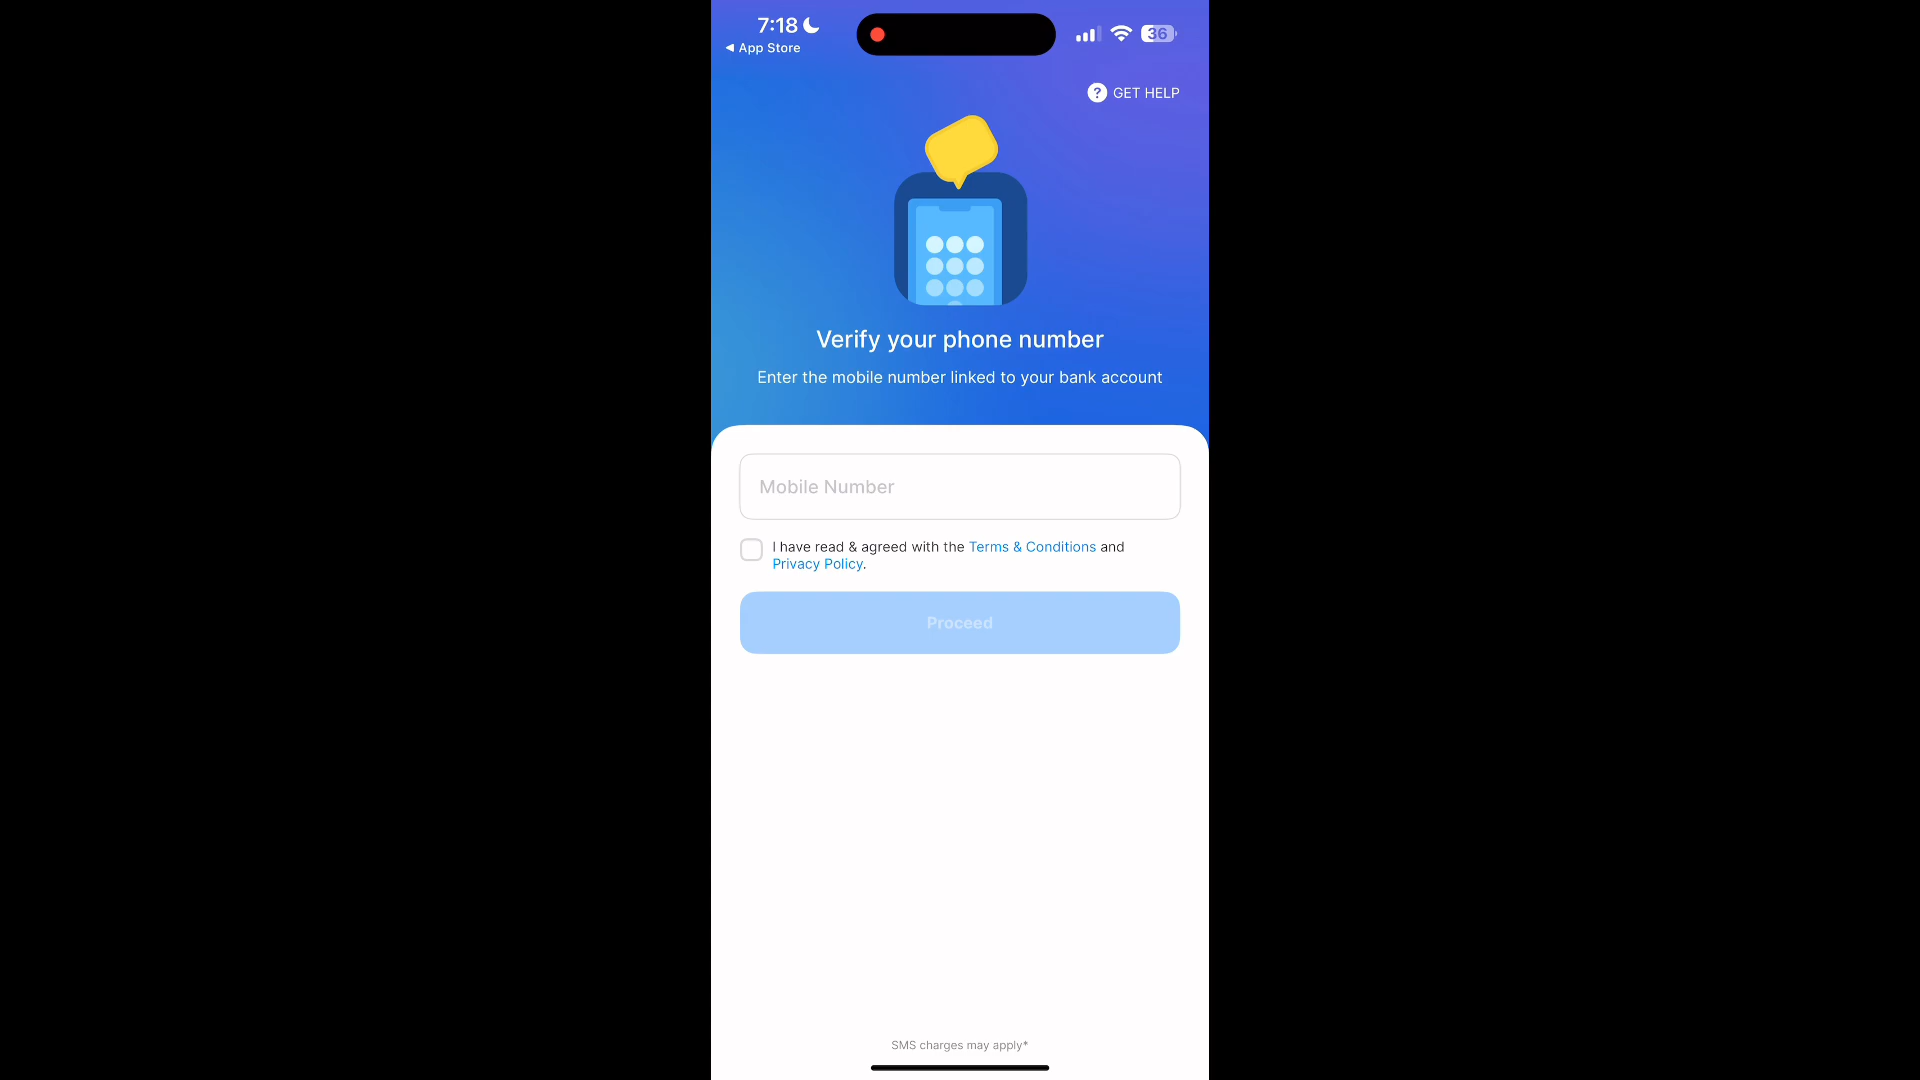 7:18
36
◀ App Store
? GET HELP
Verify your phone number
Enter the mobile number linked to your bank account
Mobile Number
I have read & agreed with the Terms & Conditions and
Privacy Policy.
Proceed
SMS charges may apply*